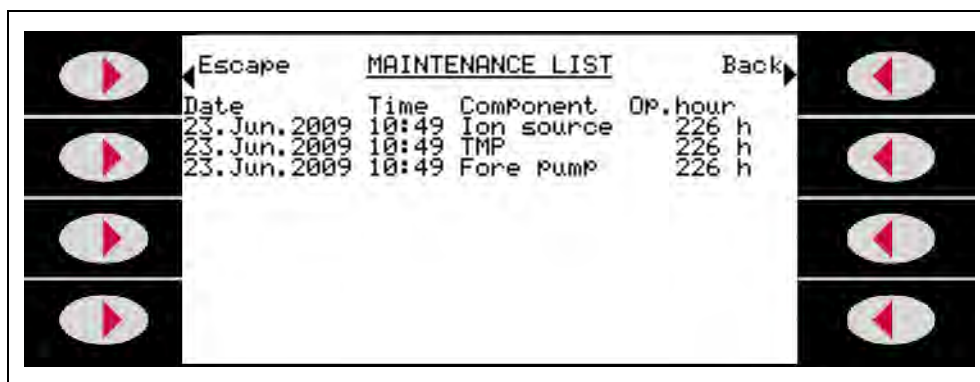 Escape MAINTENANCE LIST Back
Date Time Component Op.hour
23.Jun.2009 10:49 Ion source 226 h
23.Jun.2009 10:49 TMP 226 h
23.Jun.2009 10:49 Fore pump 226 h